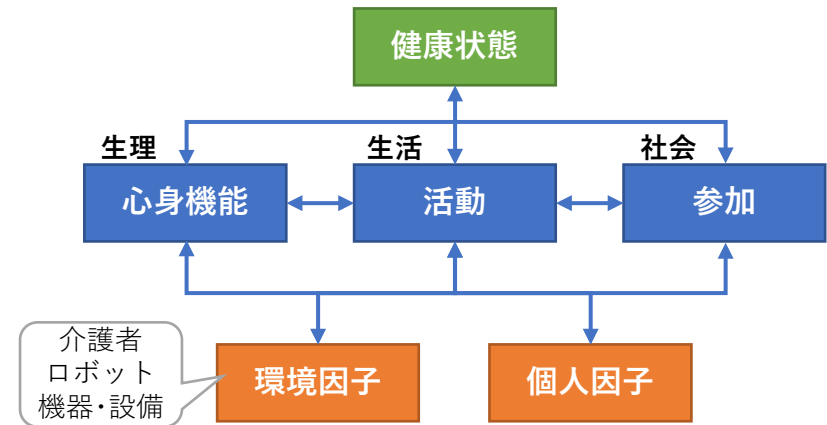 健康状態
生理
生活
社会
心身機能
活動
参加
介護者
ロボット
機器・設備
環境因子
個人因子